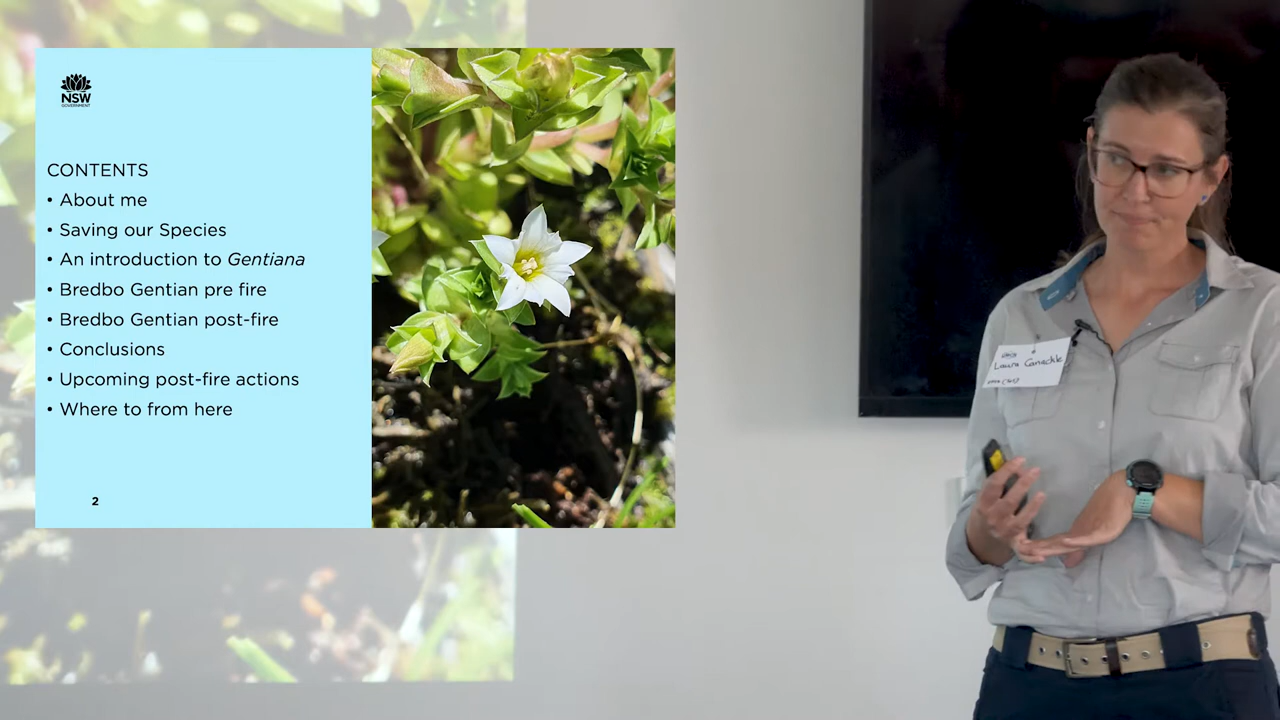 NSW
GOVERNMENT
CONTENTS
• About me
• Saving our Species
• An introduction to Gentiana
• Bredbo Gentian pre fire
• Bredbo Gentian post-fire
• Conclusions
• Upcoming post-fire actions
• Where to from here
2
Laura Canackle